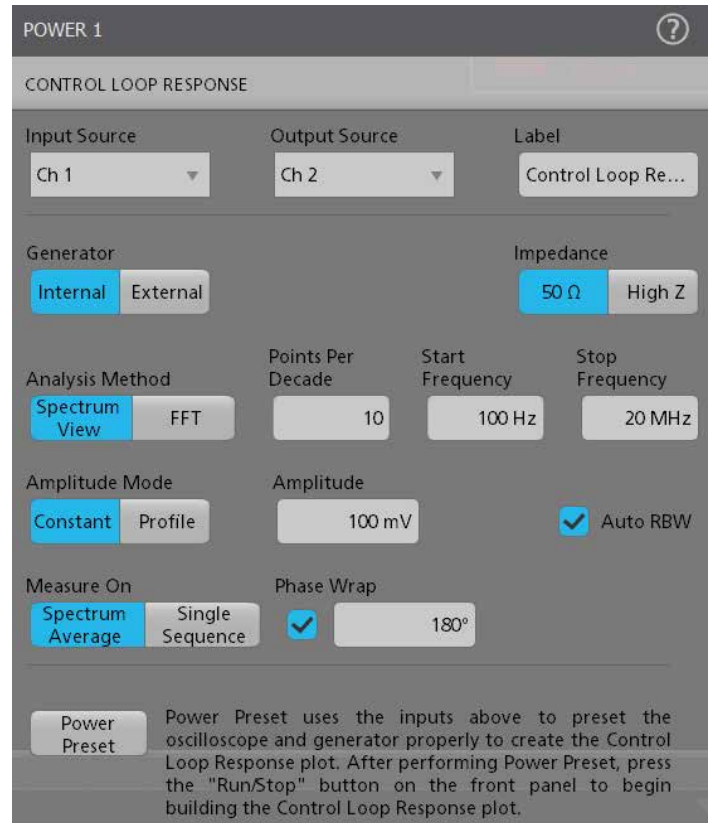 POWER 1
?
CONTROL LOOP RESPONSE
Input Source Output Source Label
Ch 1 Ch 2 Control Loop Re...
Generator Impedance
Internal External 50 Ω High Z
Points Per Start Stop
Analysis Method Decade Frequency Frequency
Spectrum View FFT 10 100 Hz 20 MHz
Amplitude Mode Amplitude
Constant Profile 100 mV Auto RBW
Measure On Phase Wrap
Spectrum Average Single Sequence 180°
Power Preset
Power Preset uses the inputs above to preset the
oscilloscope and generator properly to create the Control
Loop Response plot. After performing Power Preset, press
the "Run/Stop" button on the front panel to begin
building the Control Loop Response plot.